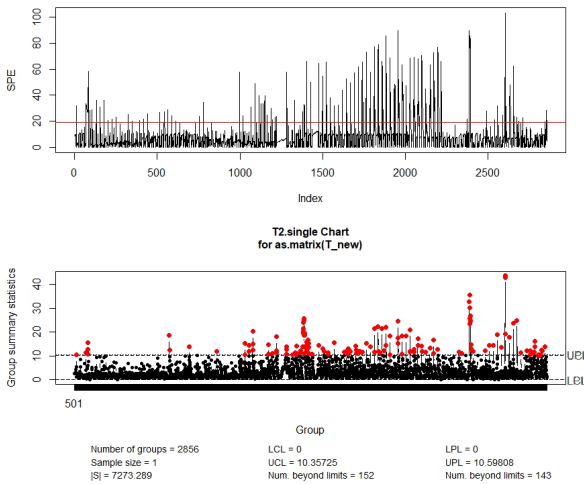 SPE
100
80
60
40
20
0
0
500
1000
1500
2000
2500
Index
T2.single Chart
for as.matrix(T_new)
Group summary statistics
40
30
20
10
0
UPL
LPL
501
Group
Number of groups = 2856
LCL = 0
LPL = 0
Sample size = 1
UCL = 10.35725
UPL = 10.59808
|S| = 7273.289
Num. beyond limits = 152
Num. beyond limits = 143